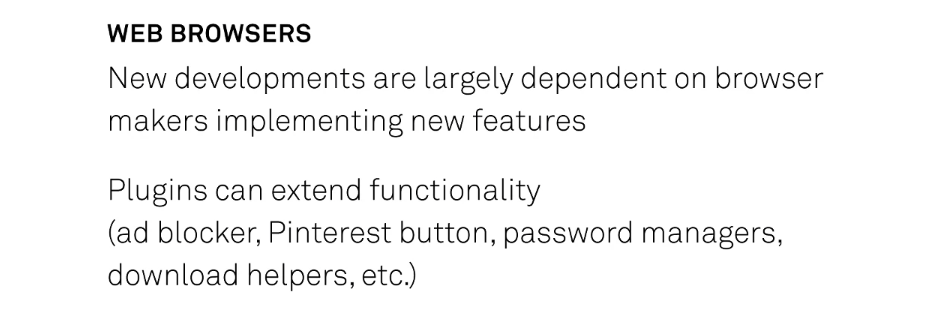 WEB BROWSERS
New developments are largely dependent on browser
makers implementing new features
Plugins can extend functionality
(ad blocker, Pinterest button, password managers,
download helpers, etc.)